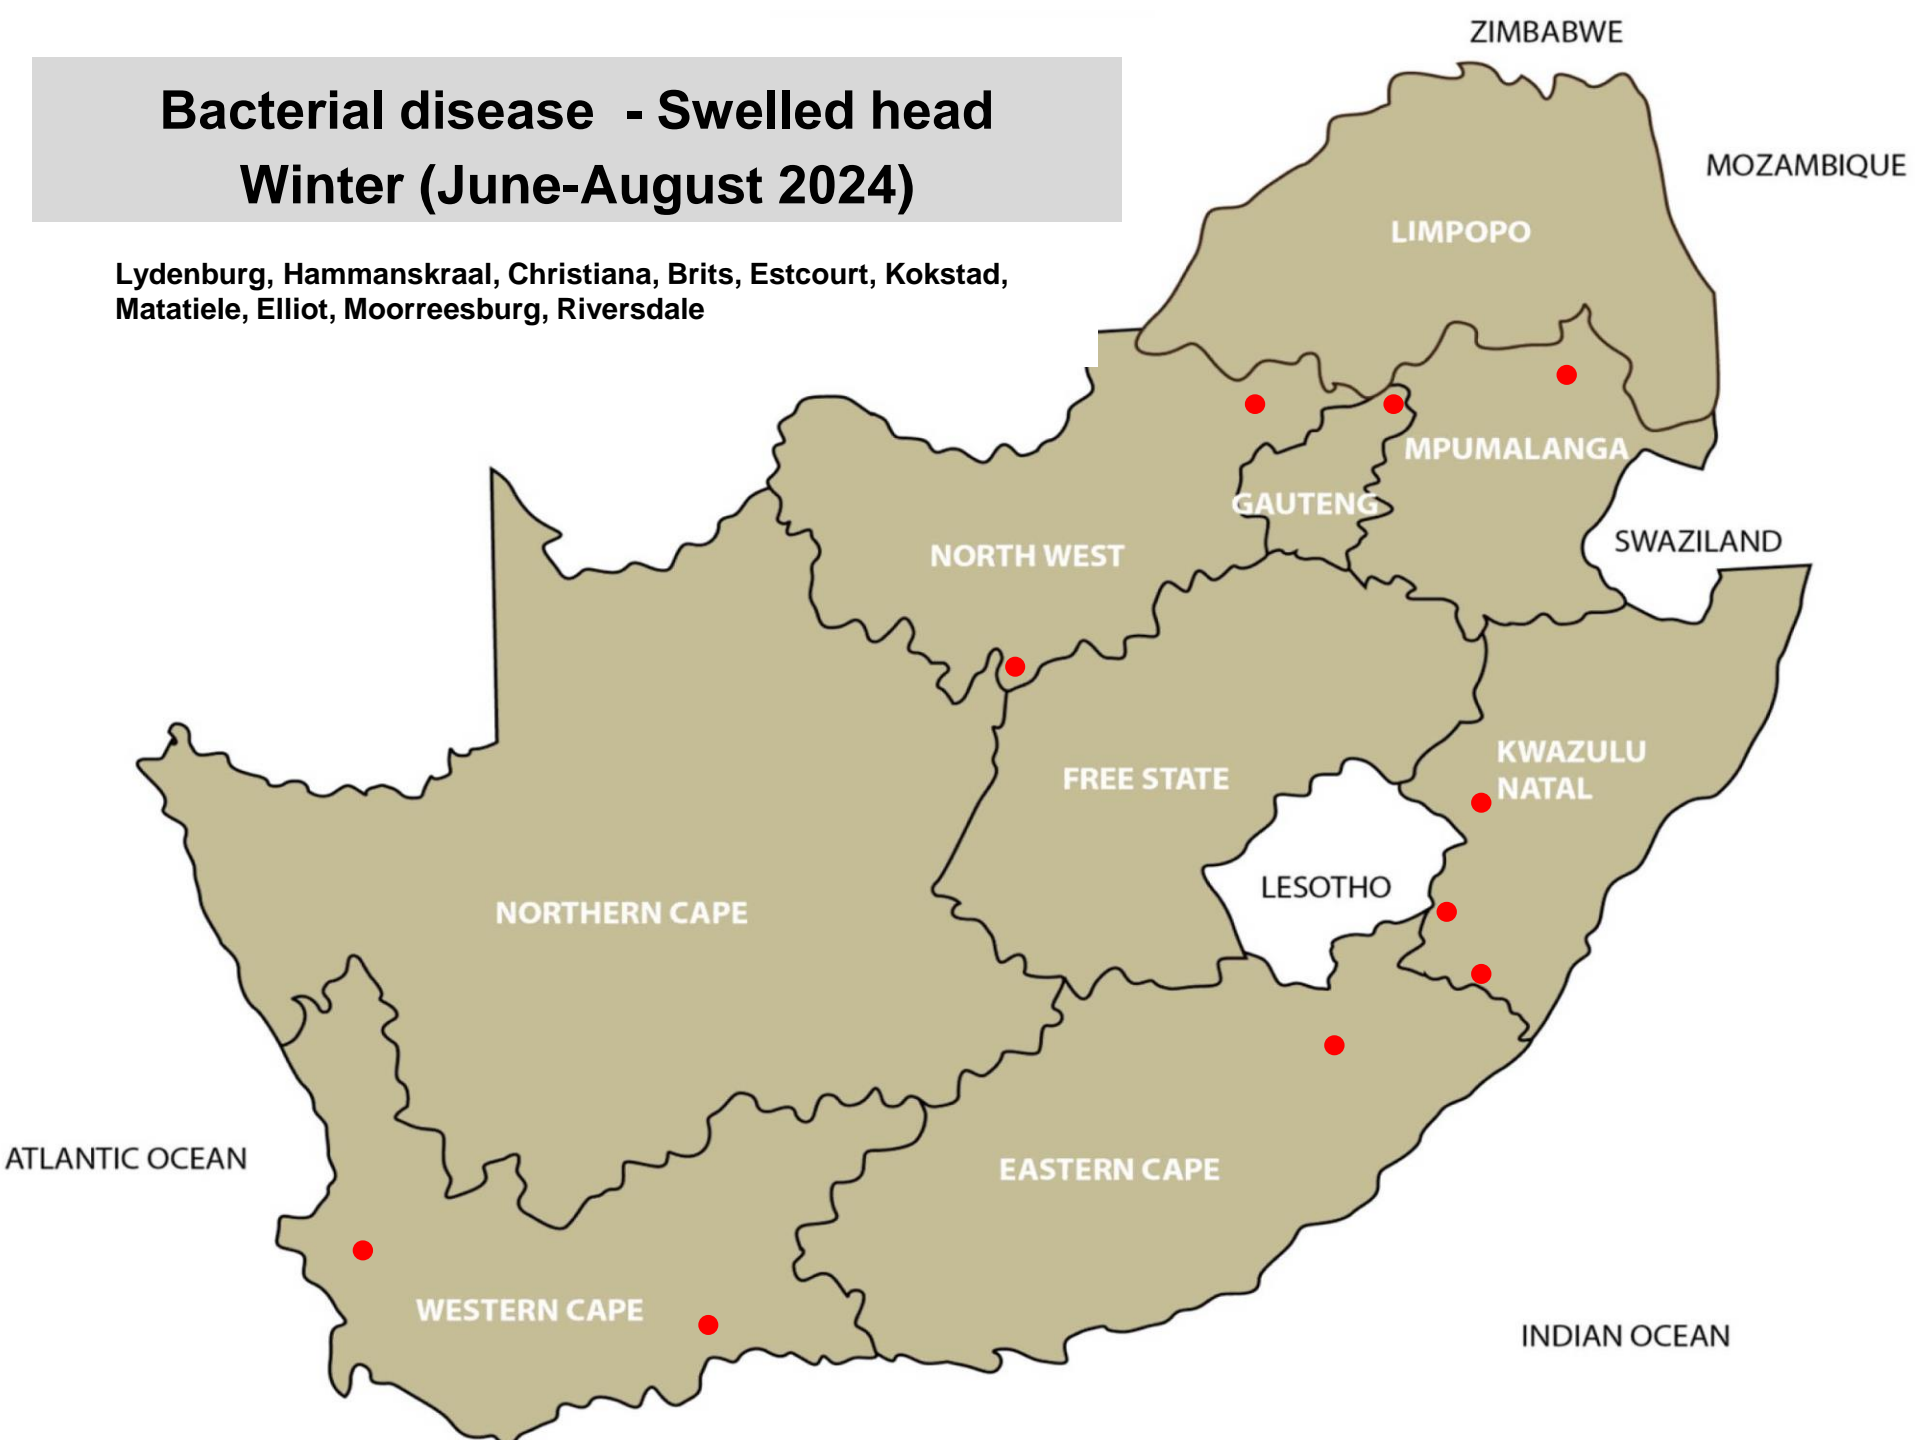 ZIMBABWE
Bacterial disease - Swelled head
Winter (June-August 2024)
MOZAMBIQUE
LIMPOPO
Lydenburg, Hammanskraal, Christiana, Brits, Estcourt, Kokstad,
Matatiele, Elliot, Moorreesburg, Riversdale
MPUMALANGA
GAUTENG
SWAZILAND
NORTH WEST
KWAZULU
NATAL
FREE STATE
LESOTHO
NORTHERN CAPE
ATLANTIC OCEAN
EASTERN CAPE
WESTERN CAPE
INDIAN OCEAN